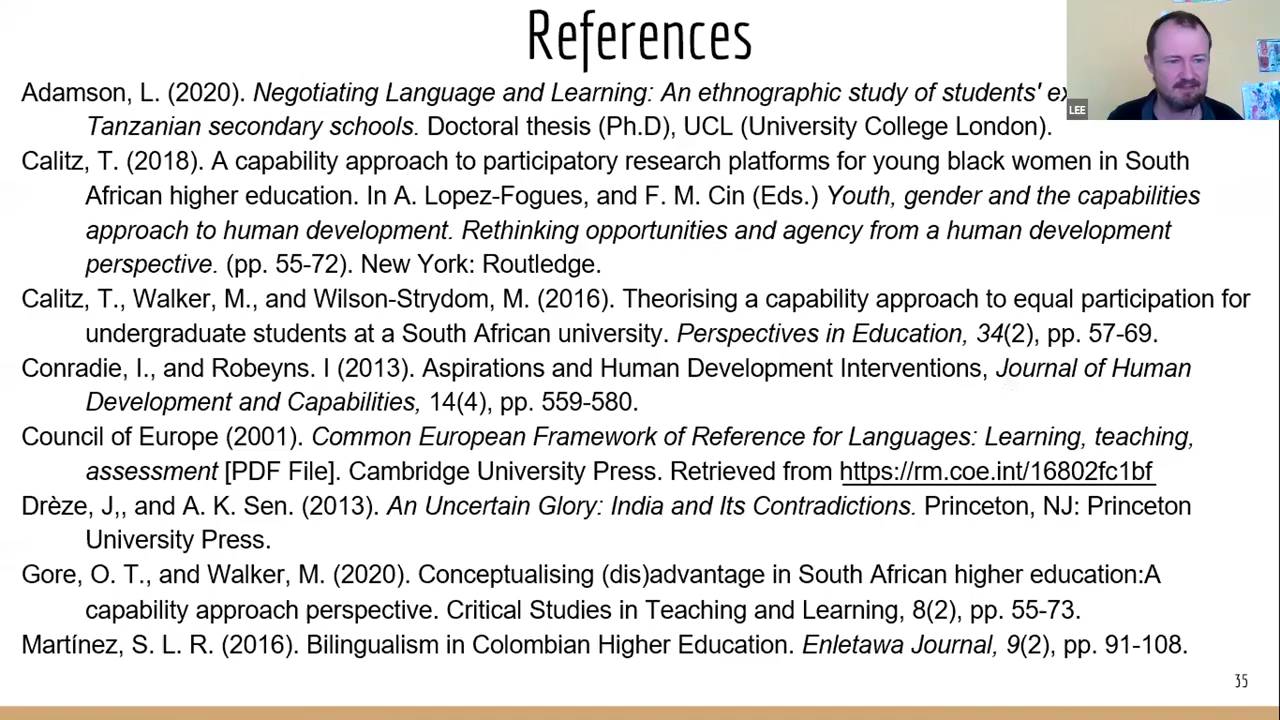 References
LEE
Adamson, L. (2020). Negotiating Language and Learning: An ethnographic study of students'
Tanzanian secondary schools. Doctoral thesis (Ph.D), UCL (University College London).
Calitz, T. (2018). A capability approach to participatory research platforms for young black women in South
African higher education. In A. Lopez-Fogues, and F. M. Cin (Eds.) Youth, gender and the capabilities
approach to human development. Rethinking opportunities and agency from a human development
perspective. (pp. 55-72). New York: Routledge.
Calitz, T., Walker, M., and Wilson-Strydom, M. (2016). Theorising a capability approach to equal participation for
undergraduate students at a South African university. Perspectives in Education, 34(2), pp. 57-69.
Conradie, I., and Robeyns. I (2013). Aspirations and Human Development Interventions, Journal of Human
Development and Capabilities, 14(4), pp. 559-580.
Council of Europe (2001). Common European Framework of Reference for Languages: Learning, teaching,
assessment [PDF File]. Cambridge University Press. Retrieved from https://rm.coe.int/16802fc1bf
Drèze, J,, and A. K. Sen. (2013). An Uncertain Glory: India and Its Contradictions. Princeton, NJ: Princeton
University Press.
Gore, O. T., and Walker, M. (2020). Conceptualising (dis)advantage in South African higher education:A
capability approach perspective. Critical Studies in Teaching and Learning, 8(2), pp. 55-73.
Martínez, S. L. R. (2016). Bilingualism in Colombian Higher Education. Enletawa Journal, 9(2), pp. 91-108.
35